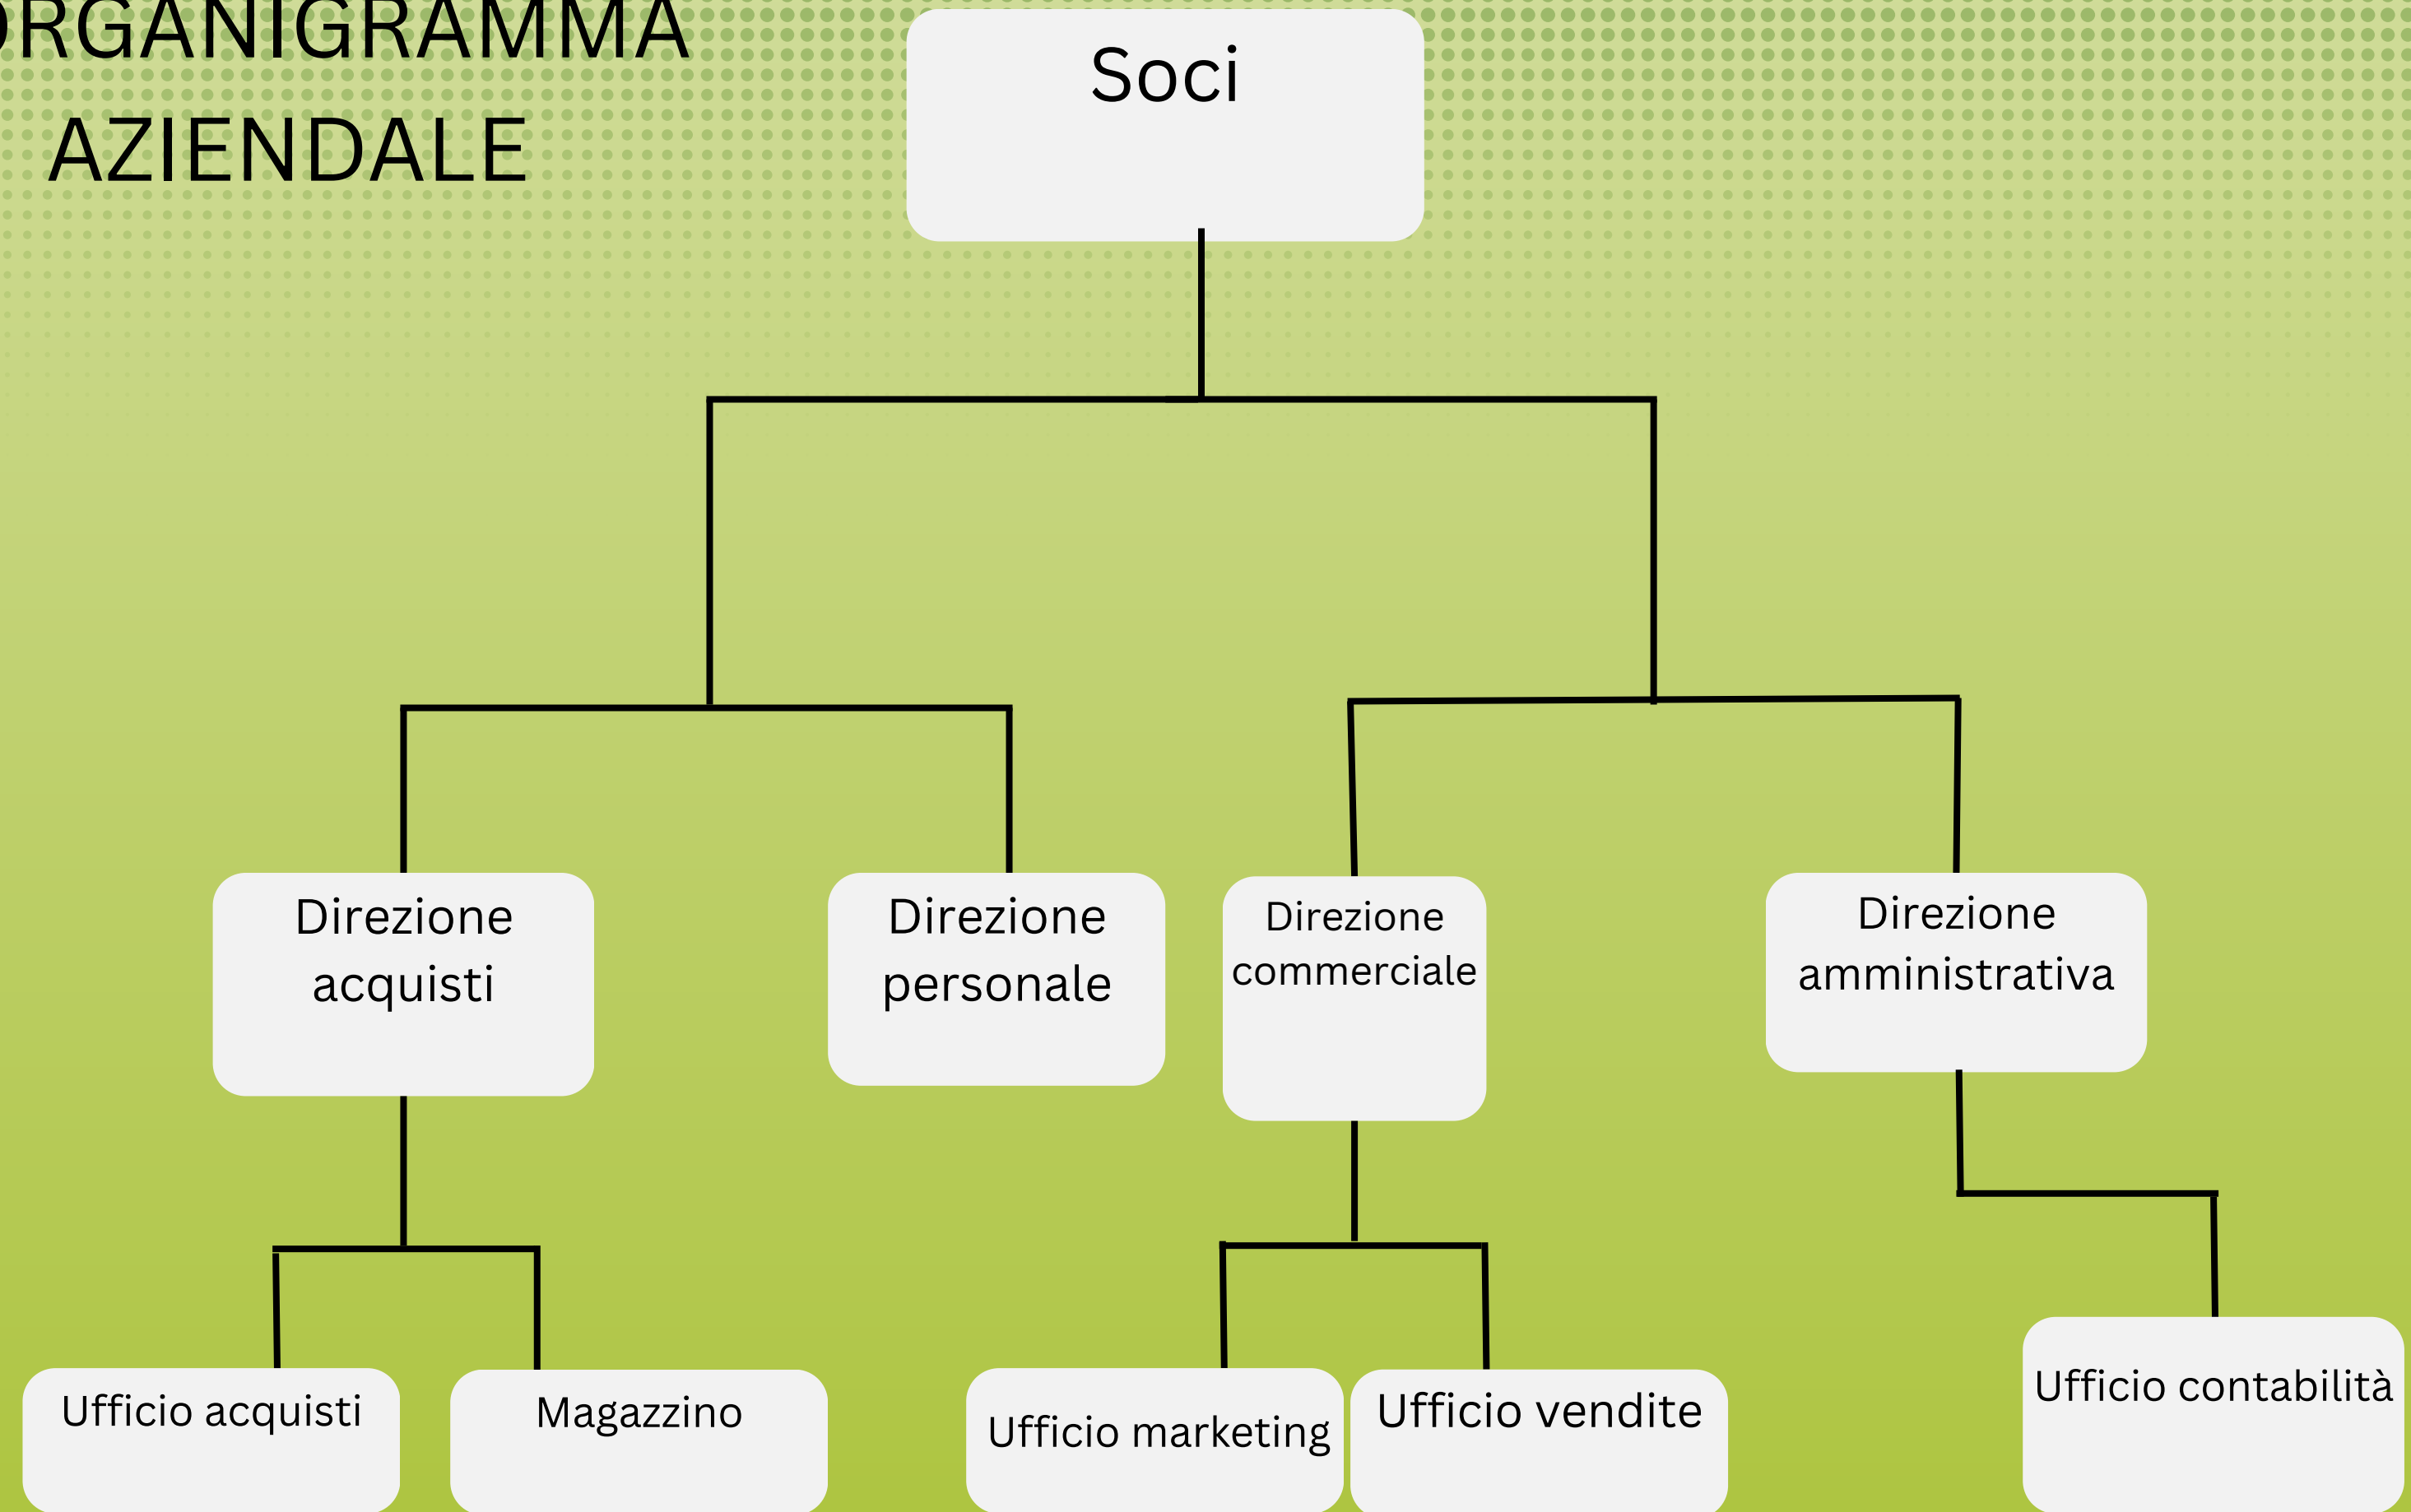 ORGANIGRAMMA
AZIENDALE
Soci
Direzione
acquisti
Direzione
personale
Direzione
commerciale
Direzione
amministrativa
Ufficio acquisti
Magazzino
Ufficio marketing
Ufficio vendite
Ufficio contabilità